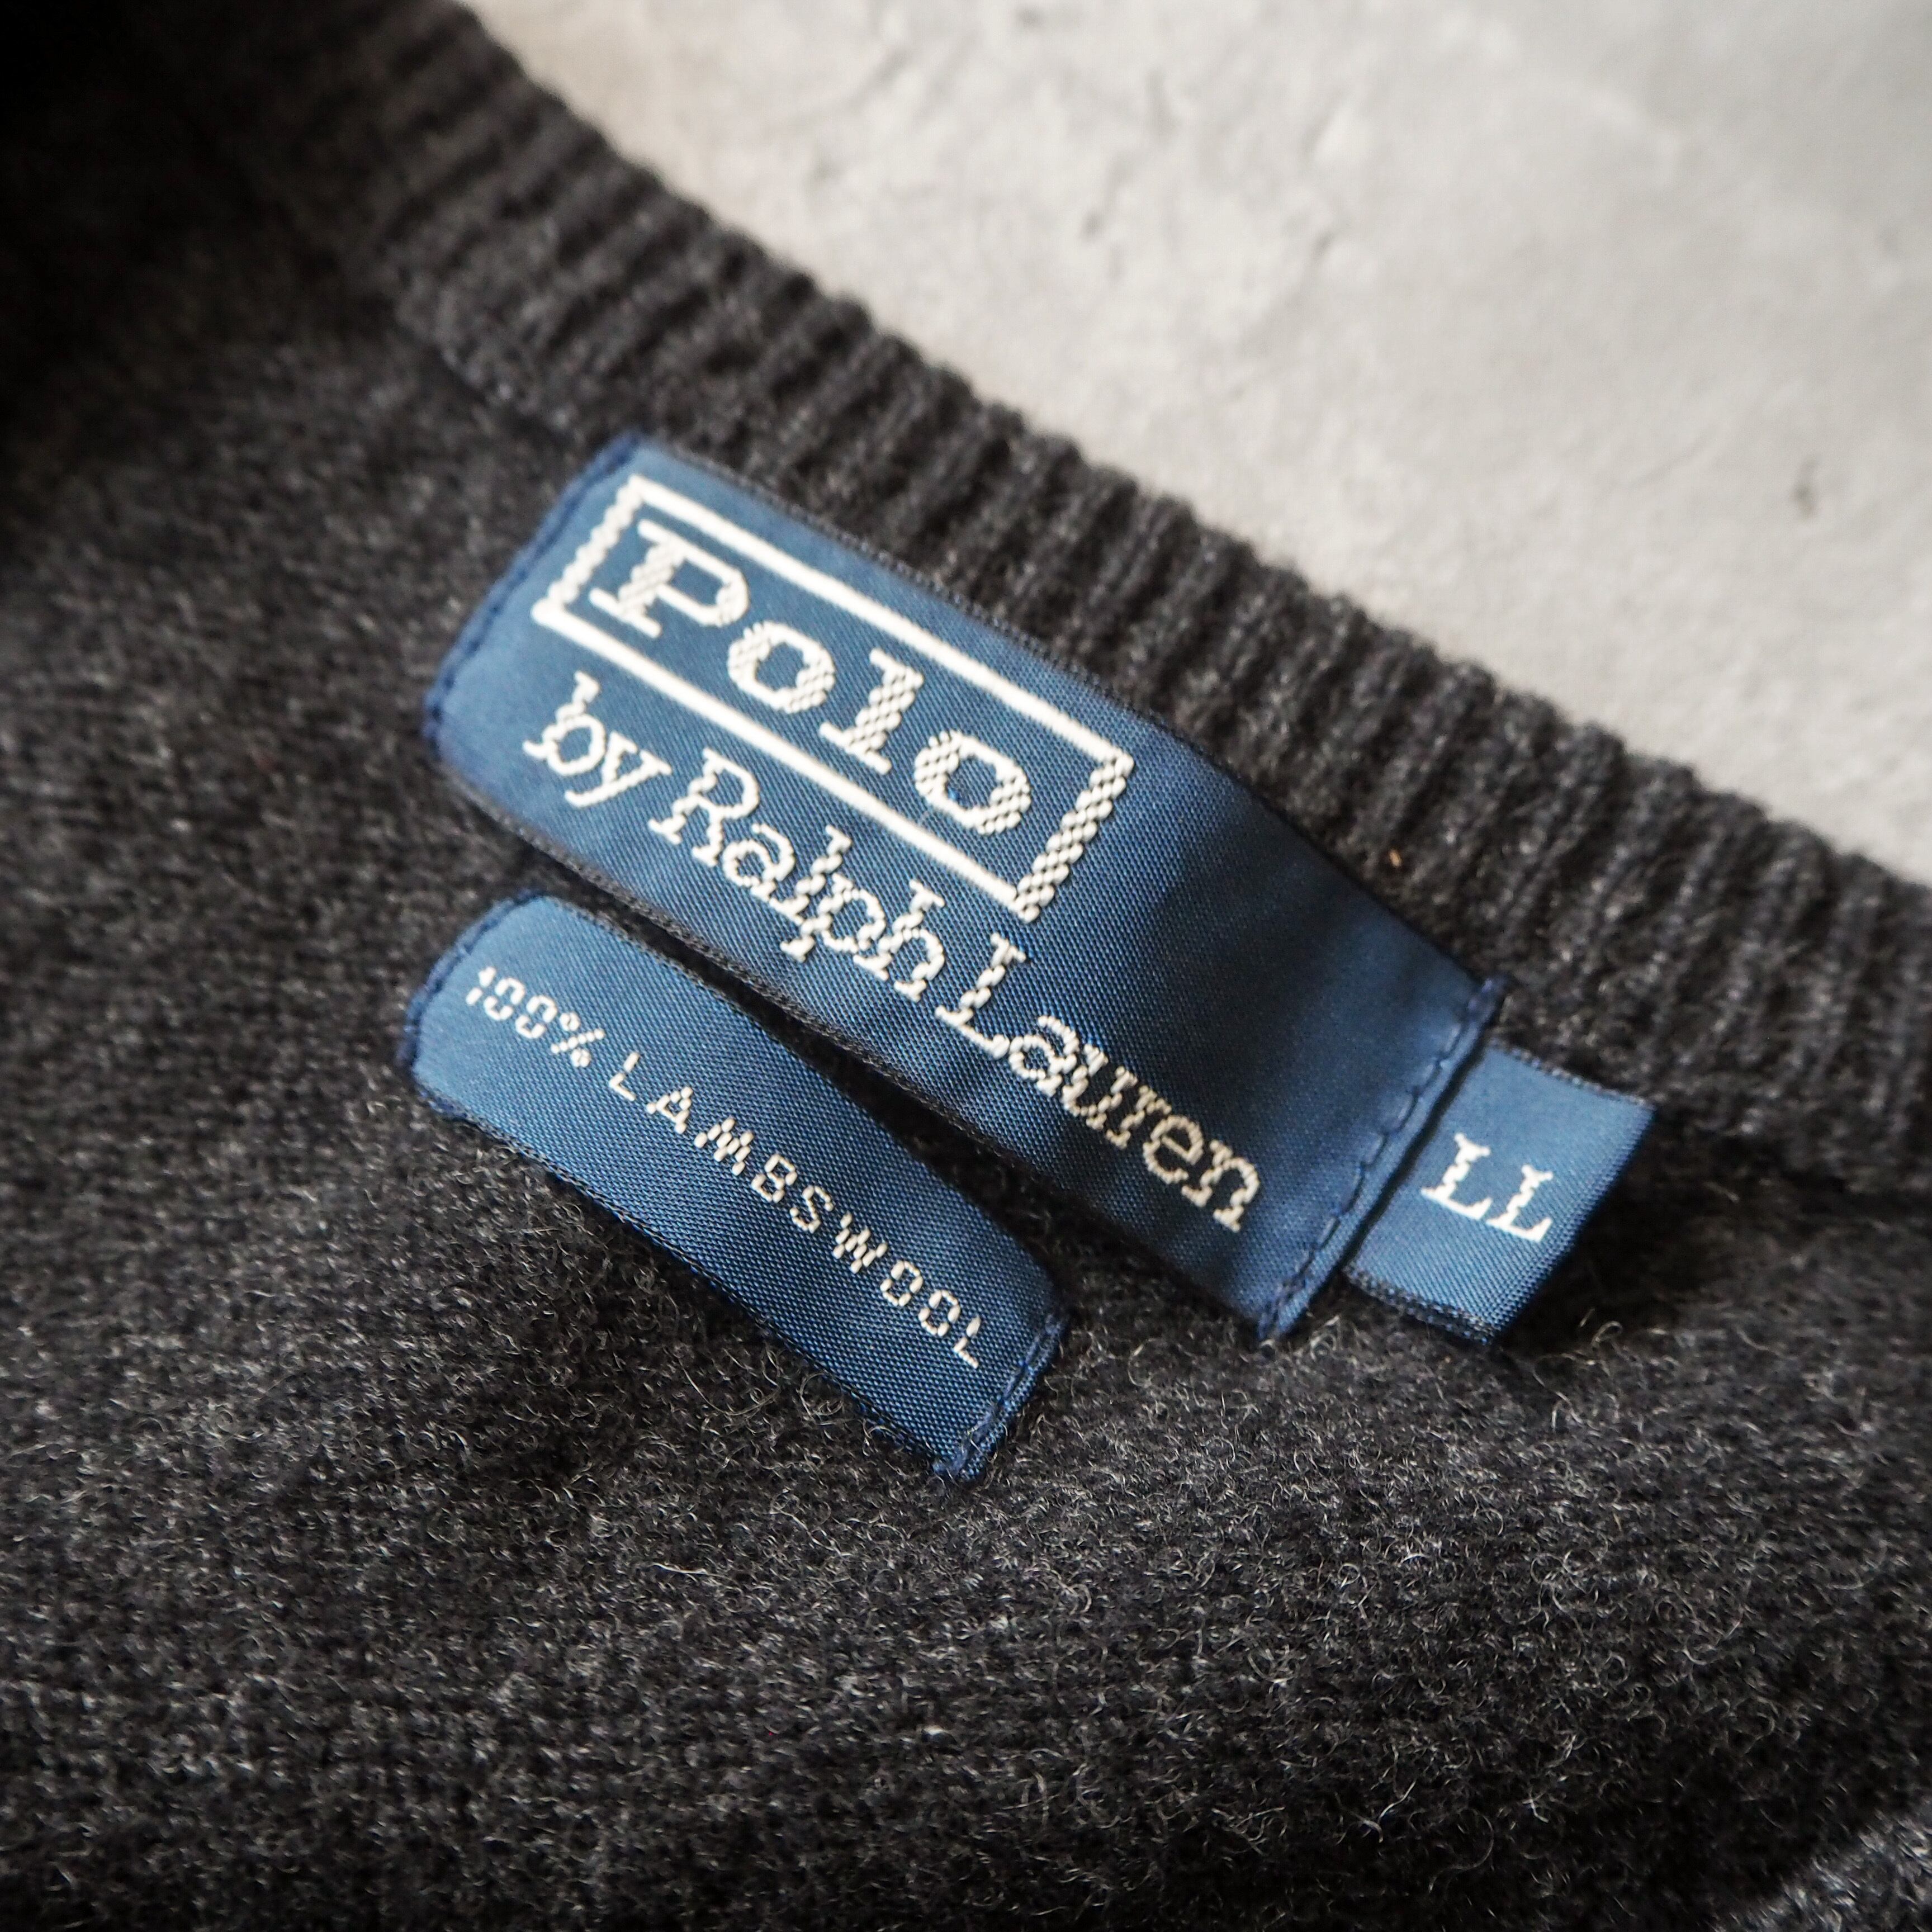 Polo
by Ralph Lauren
LL
100% LAMBSWOOL